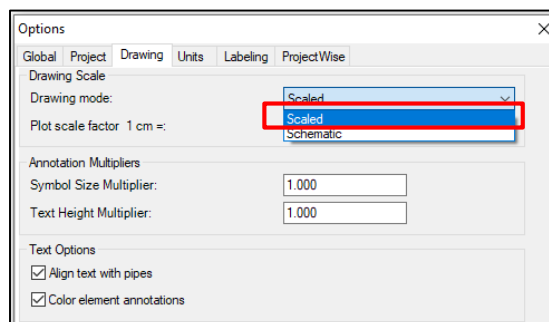 Options
Global Project Drawing Units Labeling ProjectWise
Drawing Scale
Drawing mode: Scaled
Scaled
Plot scale factor 1 cm =:
Schematic
Annotation Multipliers
Symbol Size Multiplier: 1.000
Text Height Multiplier: 1.000
Text Options
Align text with pipes
Color element annotations